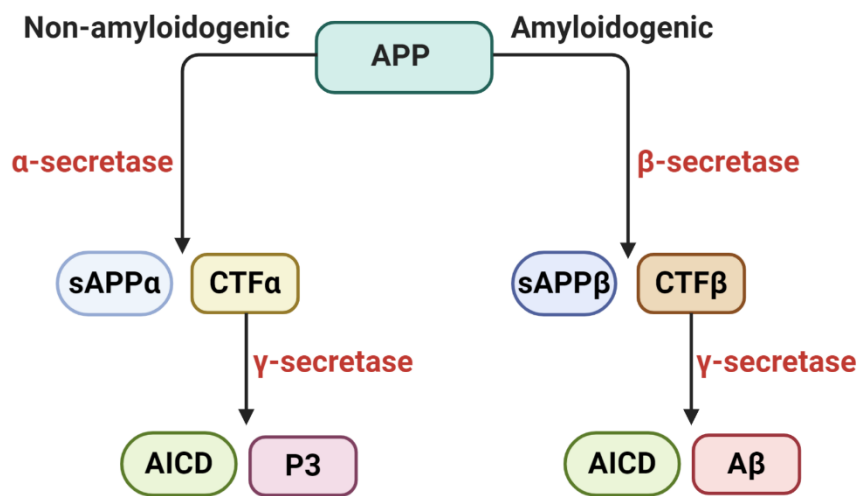 Non-amyloidogenic
APP
Amyloidogenic
α-secretase
β-secretase
sAPPα
CTFα
sAPPβ
CTFβ
γ-secretase
γ-secretase
AICD
P3
AICD
Aβ